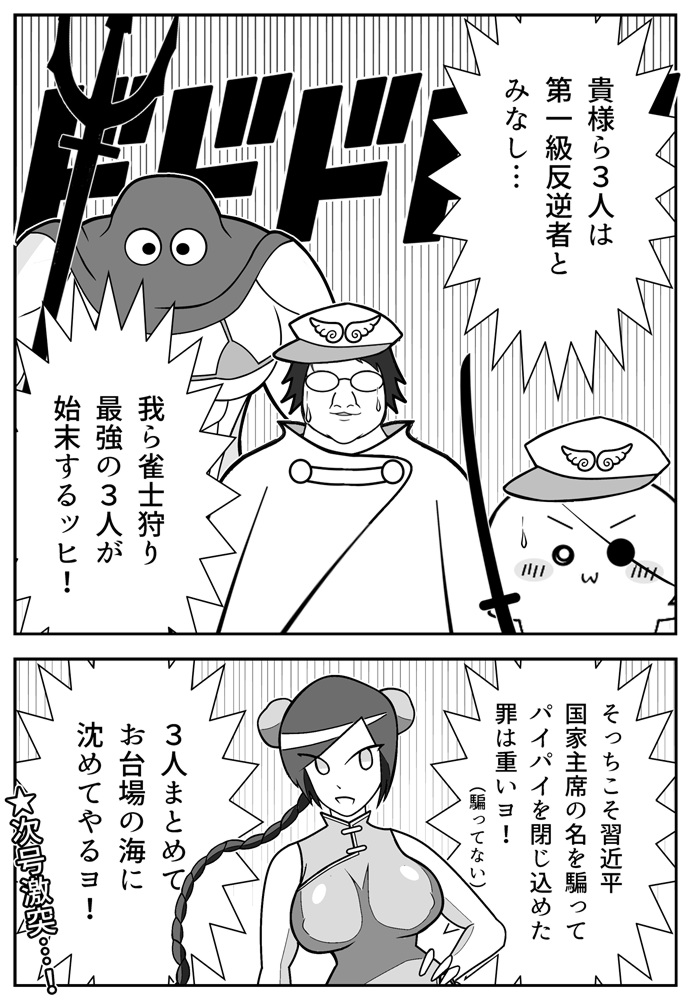 貴様ら３人は
第一級反逆者と
みなし…
ドドド
我ら雀士狩り
最強の３人が
始末するッヒ！
そっちこそ習近平
国家主席の名を騙って
パイパイを閉じ込めた
罪は重いヨ！
（騙ってない）
３人まとめて
お台場の海に
沈めてやるヨ！
★次号激突…！